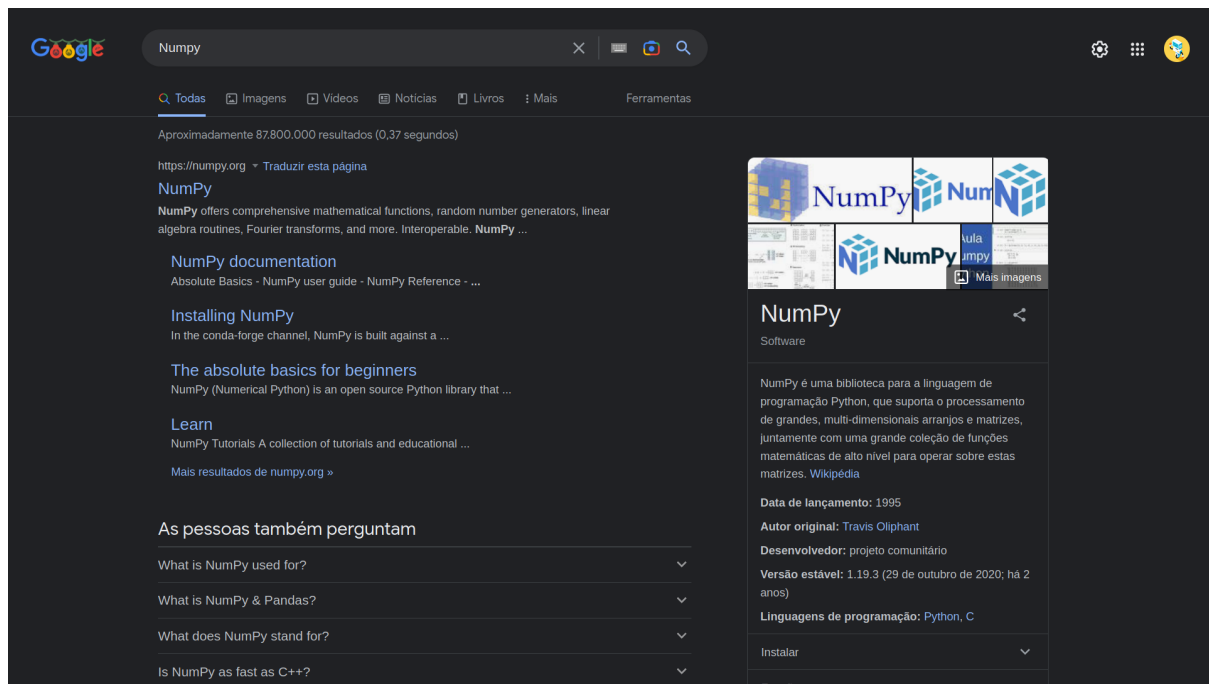 Google
Numpy
Todas Imagens Vídeos Notícias Livros Mais Ferramentas
Aproximadamente 87.800.000 resultados (0,37 segundos)
https://numpy.org Traduzir esta página
NumPy
NumPy offers comprehensive mathematical functions, random number generators, linear
algebra routines, Fourier transforms, and more. Interoperable. NumPy ...
NumPy documentation
Absolute Basics - NumPy user guide - NumPy Reference - ...
Installing NumPy
In the conda-forge channel, NumPy is built against a ...
The absolute basics for beginners
NumPy (Numerical Python) is an open source Python library that ...
Learn
NumPy Tutorials A collection of tutorials and educational ...
Mais resultados de numpy.org »
As pessoas também perguntam
What is NumPy used for?
What is NumPy & Pandas?
What does NumPy stand for?
Is NumPy as fast as C++?
NumPy Num
NumPy Aula
umpy
Mais imagens
NumPy
Software
NumPy é uma biblioteca para a linguagem de
programação Python, que suporta o processamento
de grandes, multi-dimensionais arranjos e matrizes,
juntamente com uma grande coleção de funções
matemáticas de alto nível para operar sobre estas
matrizes. Wikipédia
Data de lançamento: 1995
Autor original: Travis Oliphant
Desenvolvedor: projeto comunitário
Versão estável: 1.19.3 (29 de outubro de 2020; há 2
anos)
Linguagens de programação: Python, C
Instalar